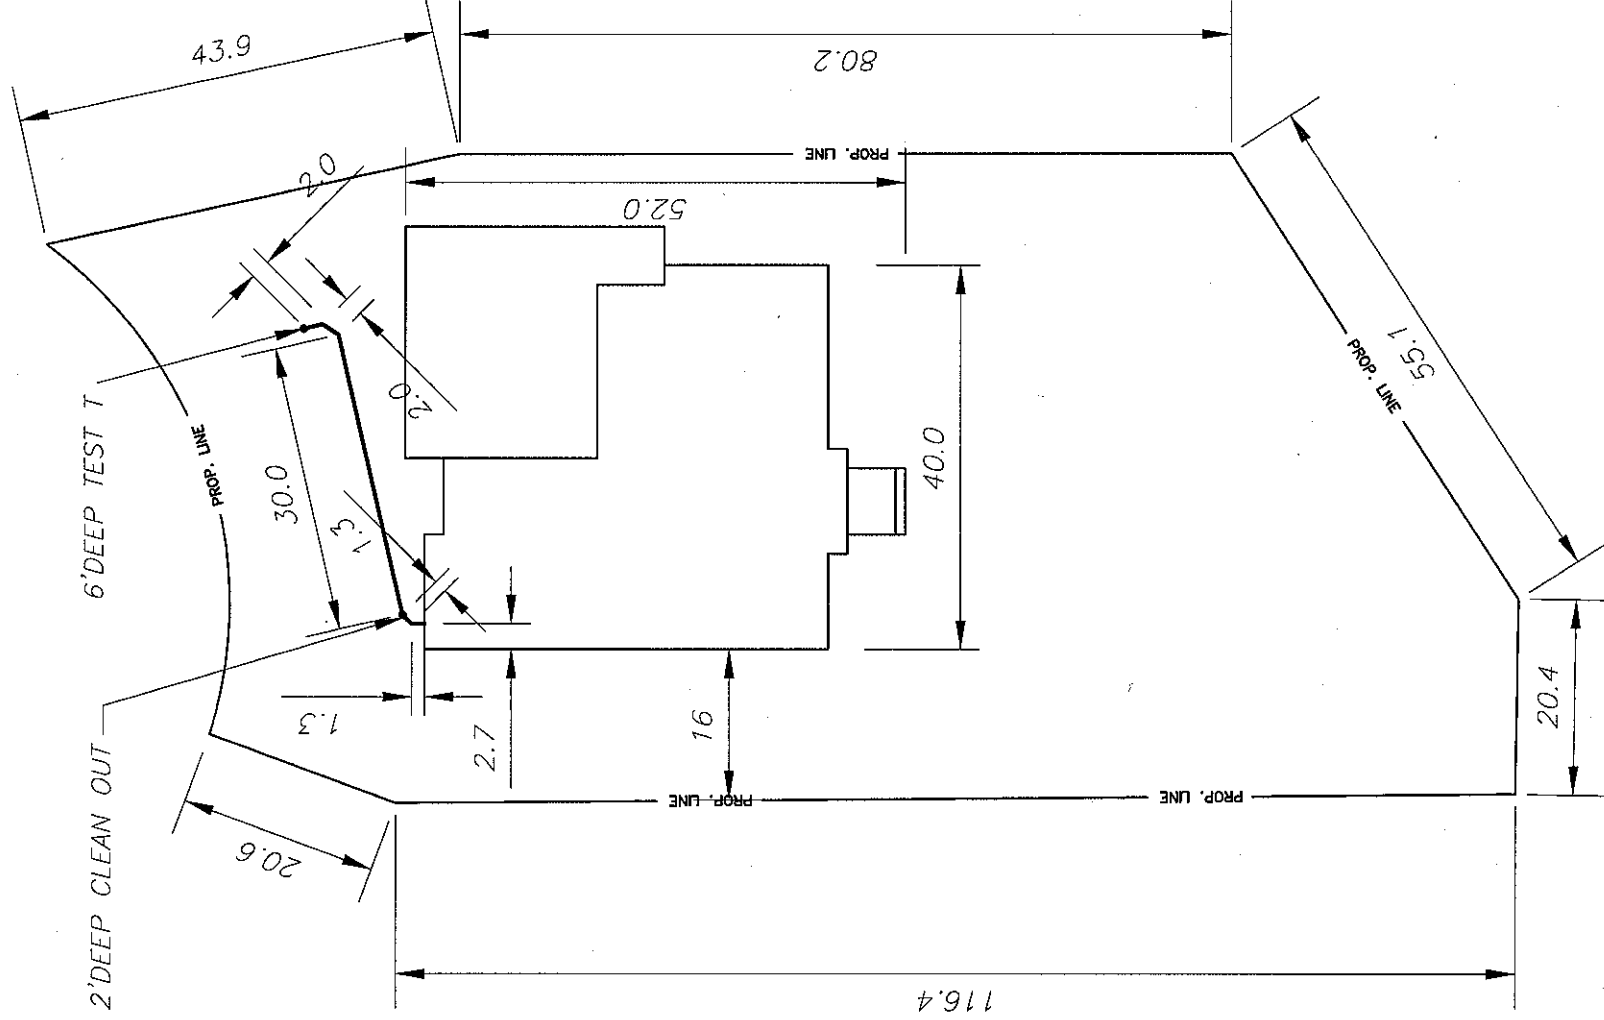 43.9
80.2
2.0
PROP. LINE
52.0
6'DEEP TEST T
2.0
PROP. LINE
55.1
PROP. LINE
30.0
1.3
40.0
2'DEEP CLEAN OUT
1.3
2.7
16
20.4
PROP. LINE
PROP. LINE
20.6
116.4